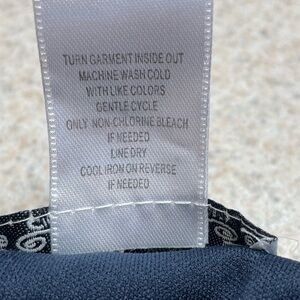 TURN GARMENT INSIDE OUT
MACHINE WASH COLD
WITH LIKE COLORS
GENTLE CYCLE
ONLY NON-CHLORINE BLEACH
IF NEEDED
LINE DRY
COOL IRON ON REVERSE
IF NEEDED